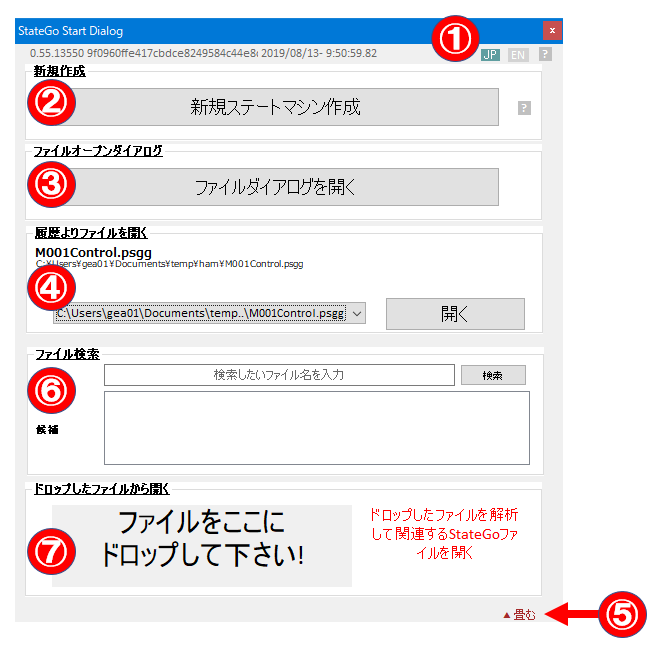 StateGo Start Dialog
x
①
0.55.13550 9f0960ffe417cbdce8249584c44e8 2019/08/13- 9:50:59.82
JP EN ?
新規作成
② 新規ステートマシン作成 ?
ファイルオープンダイアログ
③ ファイルダイアログを開く
履歴よりファイルを開く
M001Control.psgg
C:¥Users¥gea01¥Documents¥temp¥ham¥M001Control.psgg
④
C:\Users\gea01\Documents\temp..\M001Control.psgg 開く
ファイル検索
⑥ 検索したいファイル名を入力 検索
候補
ドロップしたファイルから開く
⑦
ファイルをここに
ドロップして下さい!
ドロップしたファイルを解析
して関連するStateGoファ
イルを開く
▲畳む ⑤